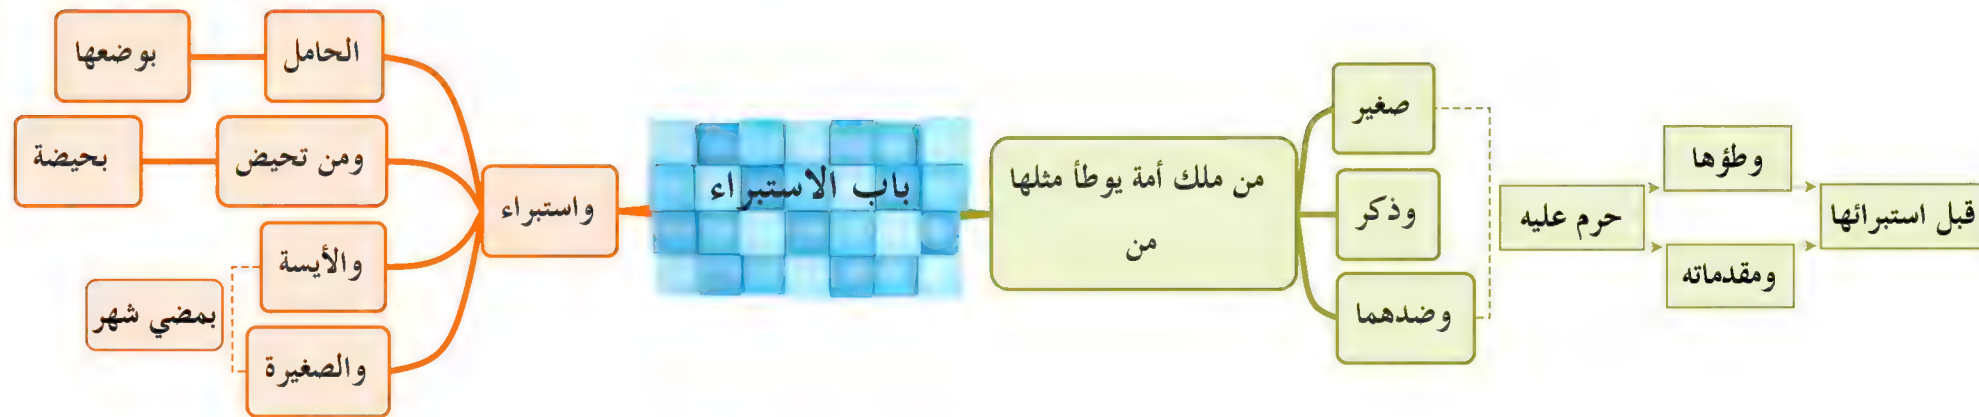 باب الاستبراء
من ملك أمة يوطأ مثلها
من
صغير
وذكر
وضدهما
حرم عليه
وطؤها
ومقدماته
قبل استبرائها
واستبراء
الحامل
بوضعها
ومن تحيض
بحيضة
والأيسة
والصغيرة
بمضي شهر